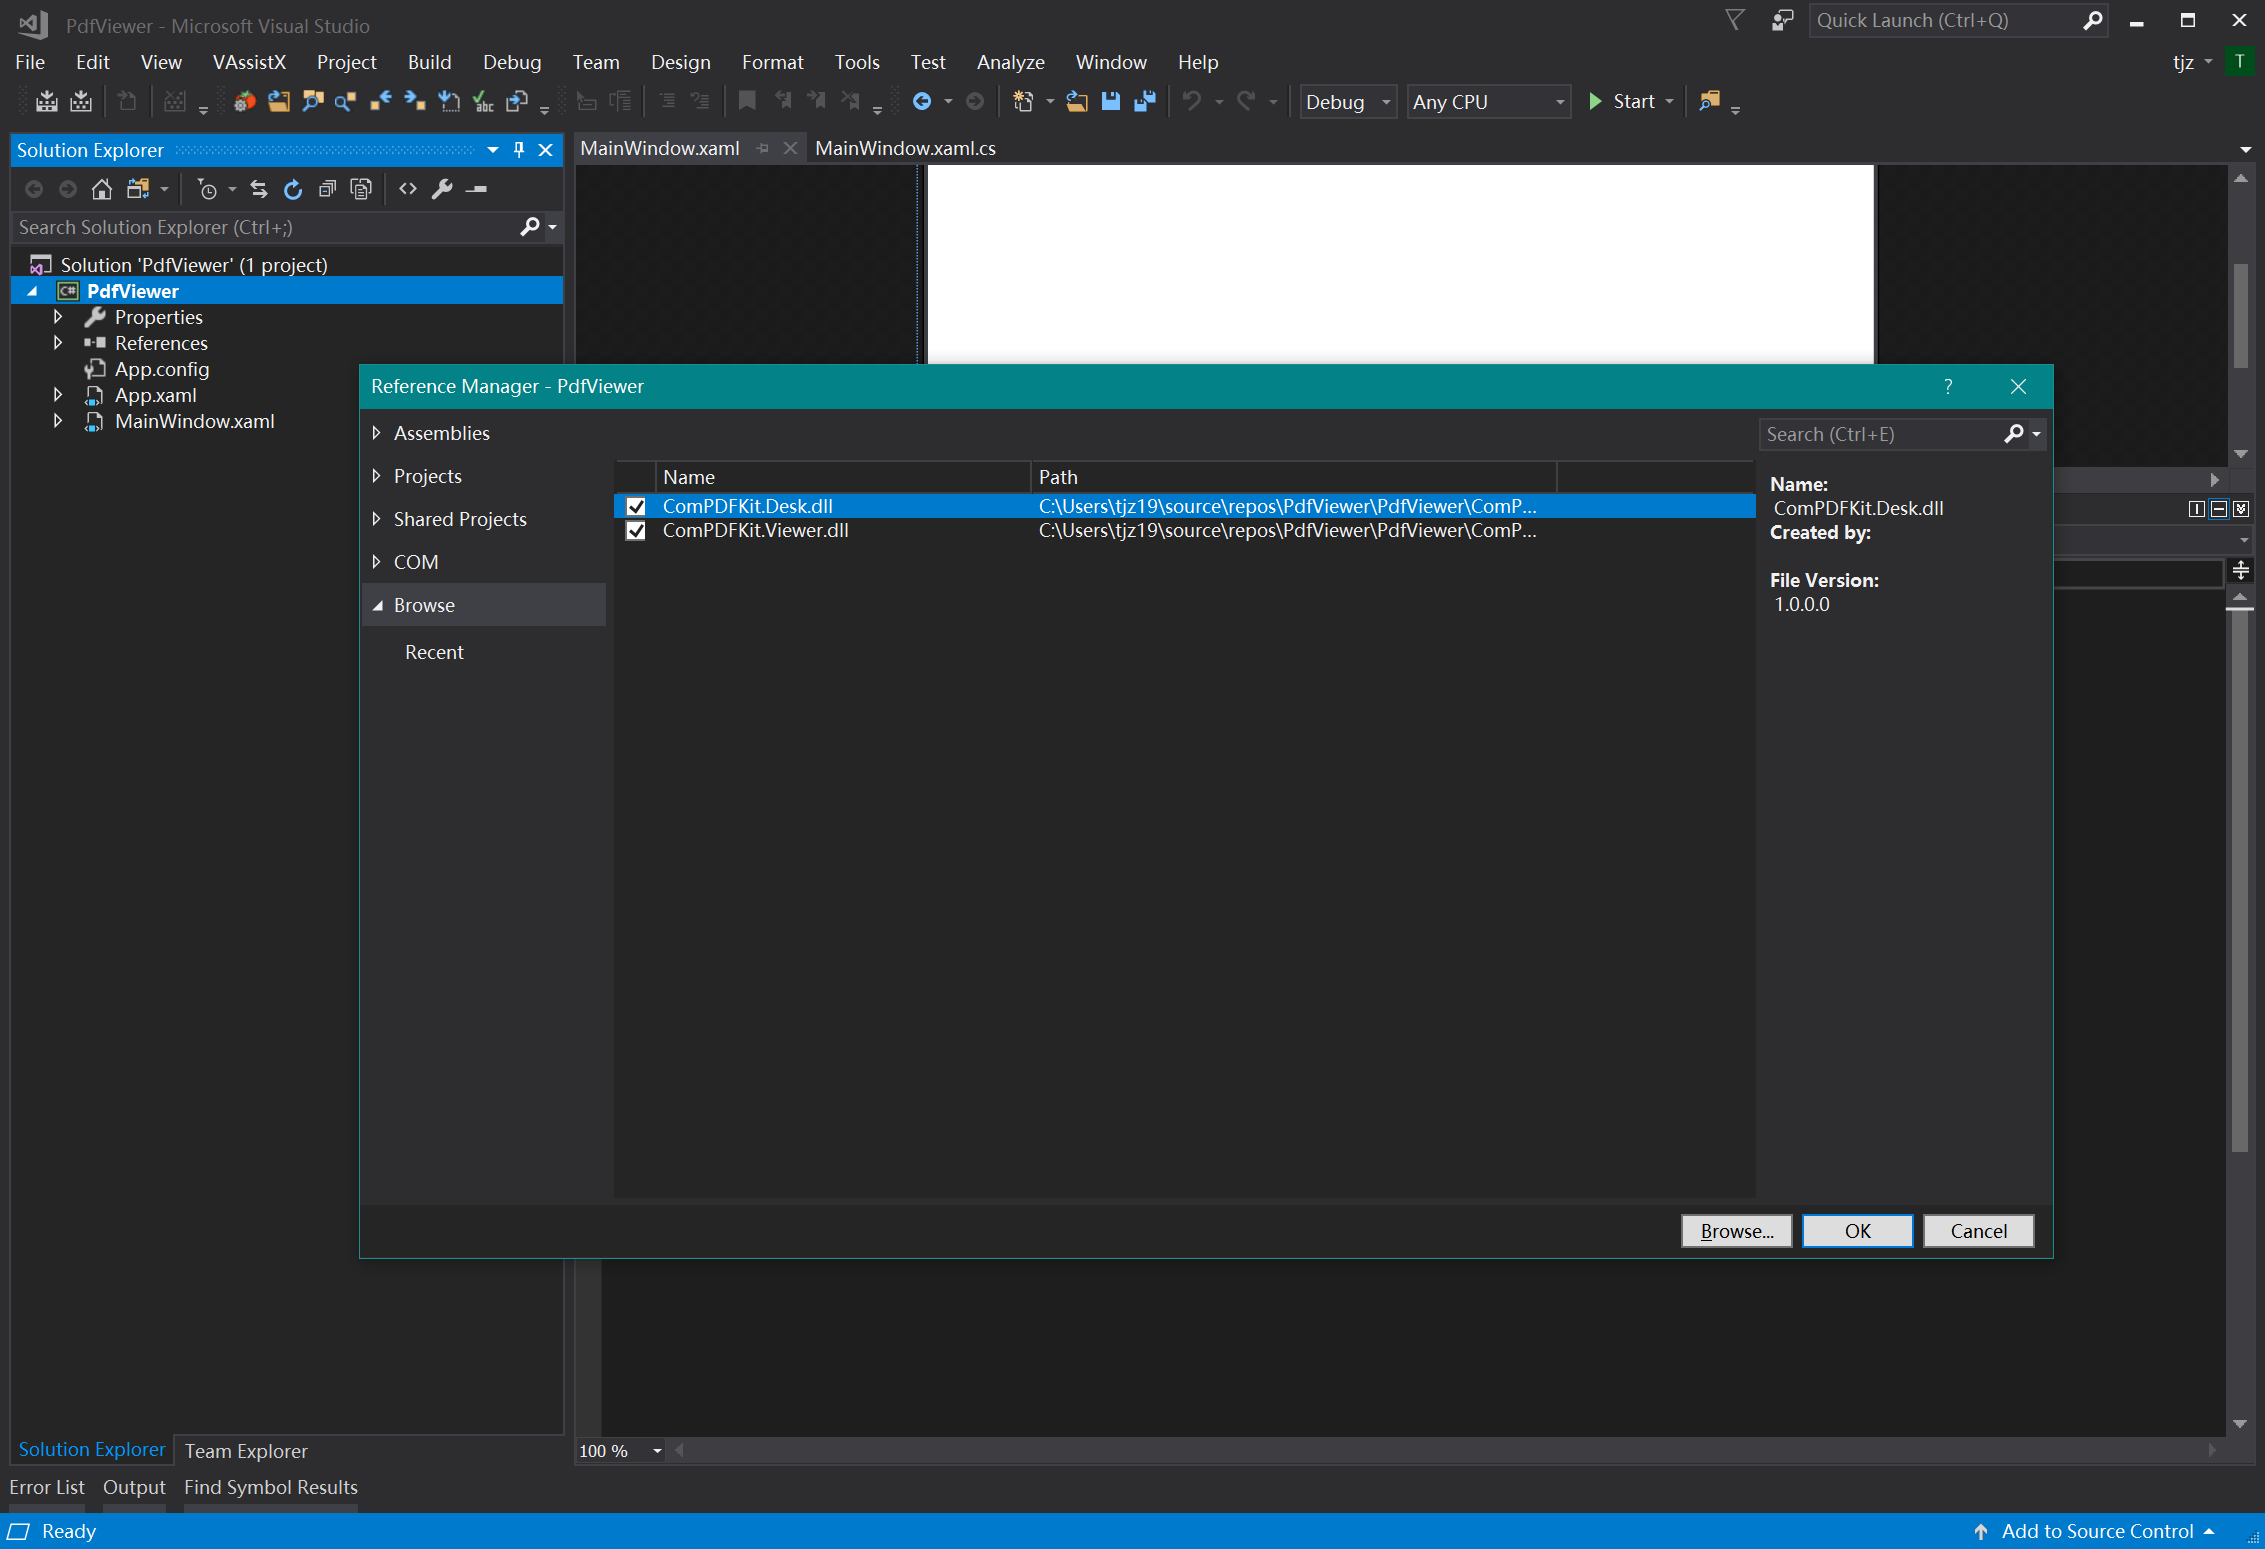 PdfViewer - Microsoft Visual Studio
Quick Launch (Ctrl+Q)
File Edit View VAssistX Project Build Debug Team Design Format Tools Test Analyze Window Help
tjz T
Debug Any CPU Start
Solution Explorer
MainWindow.xaml MainWindow.xaml.cs
Search Solution Explorer (Ctrl+;)
Solution 'PdfViewer' (1 project)
C# PdfViewer
Properties
References
App.config
App.xaml
MainWindow.xaml
Reference Manager - PdfViewer
?
Assemblies
Projects
Shared Projects
COM
Browse
Recent
Search (Ctrl+E)
Name Path
ComPDFKit.Desk.dll C:\Users\tjz19\source\repos\PdfViewer\PdfViewer\ComP...
ComPDFKit.Viewer.dll C:\Users\tjz19\source\repos\PdfViewer\PdfViewer\ComP...
Name:
ComPDFKit.Desk.dll
Created by:
File Version:
1.0.0.0
Browse... OK Cancel
100 %
Solution Explorer Team Explorer
Error List Output Find Symbol Results
Ready
Add to Source Control